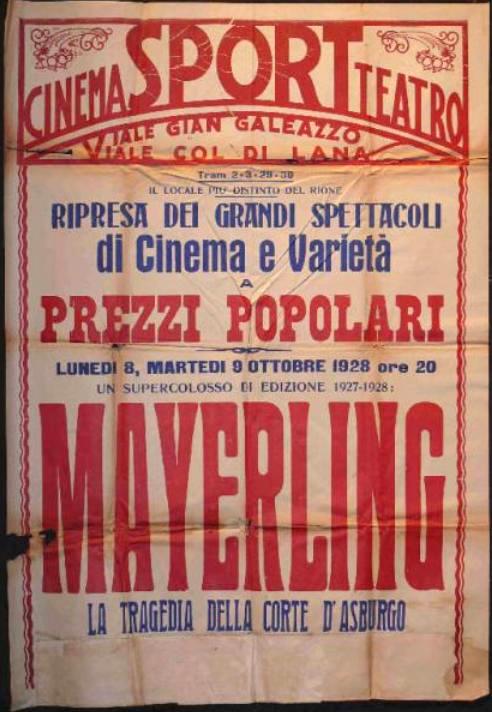 CINEMA SPORT TEATRO
VIALE GIAN GALEAZZO
VIALE COL DI LANA
Tram 2-3-29-30
IL LOCALE PIÙ DISTINTO DEL RIONE
RIPRESA DEI GRANDI SPETTACOLI
di Cinema e Varietà
A
PREZZI POPOLARI
LUNEDI 8, MARTEDI 9 OTTOBRE 1928 ore 20
UN SUPERCOLOSSO DI EDIZIONE 1927-1928:
MAYERLING
LA TRAGEDIA DELLA CORTE D'ASBURGO